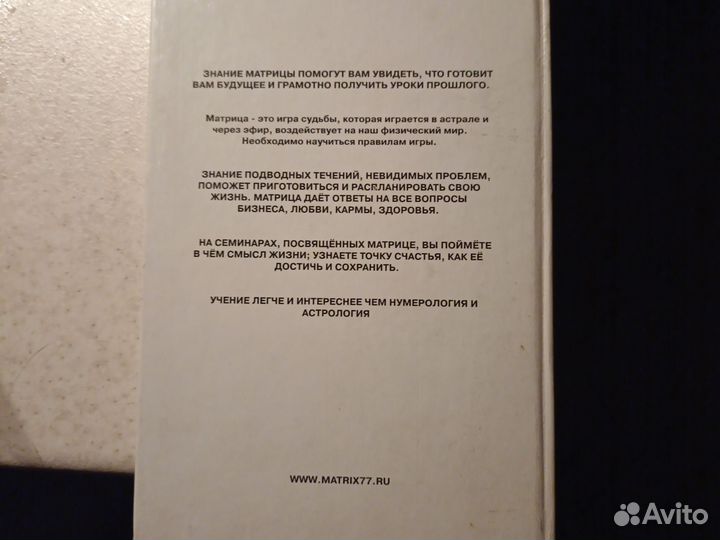 ЗНАНИЕ МАТРИЦЫ ПОМОГУТ ВАМ УВИДЕТЬ, ЧТО ГОТОВИТ
ВАМ БУДУЩЕЕ И ГРАМОТНО ПОЛУЧИТЬ УРОКИ ПРОШЛОГО.
Матрица - это игра судьбы, которая играется в астрале и
через эфир, воздействует на наш физический мир.
Необходимо научиться правилам игры.
ЗНАНИЕ ПОДВОДНЫХ ТЕЧЕНИЙ, НЕВИДИМЫХ ПРОБЛЕМ,
ПОМОЖЕТ ПРИГОТОВИТЬСЯ И РАСПЛАНИРОВАТЬ СВОЮ
ЖИЗНЬ. МАТРИЦА ДАЁТ ОТВЕТЫ НА ВСЕ ВОПРОСЫ
БИЗНЕСА, ЛЮБВИ, КАРМЫ, ЗДОРОВЬЯ.
НА СЕМИНАРАХ, ПОСВЯЩЁННЫХ МАТРИЦЕ, ВЫ ПОЙМЁТЕ
В ЧЁМ СМЫСЛ ЖИЗНИ; УЗНАЕТЕ ТОЧКУ СЧАСТЬЯ, КАК ЕЁ
ДОСТИЧЬ И СОХРАНИТЬ.
УЧЕНИЕ ЛЕГЧЕ И ИНТЕРЕСНЕЕ ЧЕМ НУМЕРОЛОГИЯ И
АСТРОЛОГИЯ
WWW.MATRIX77.RU
Avito